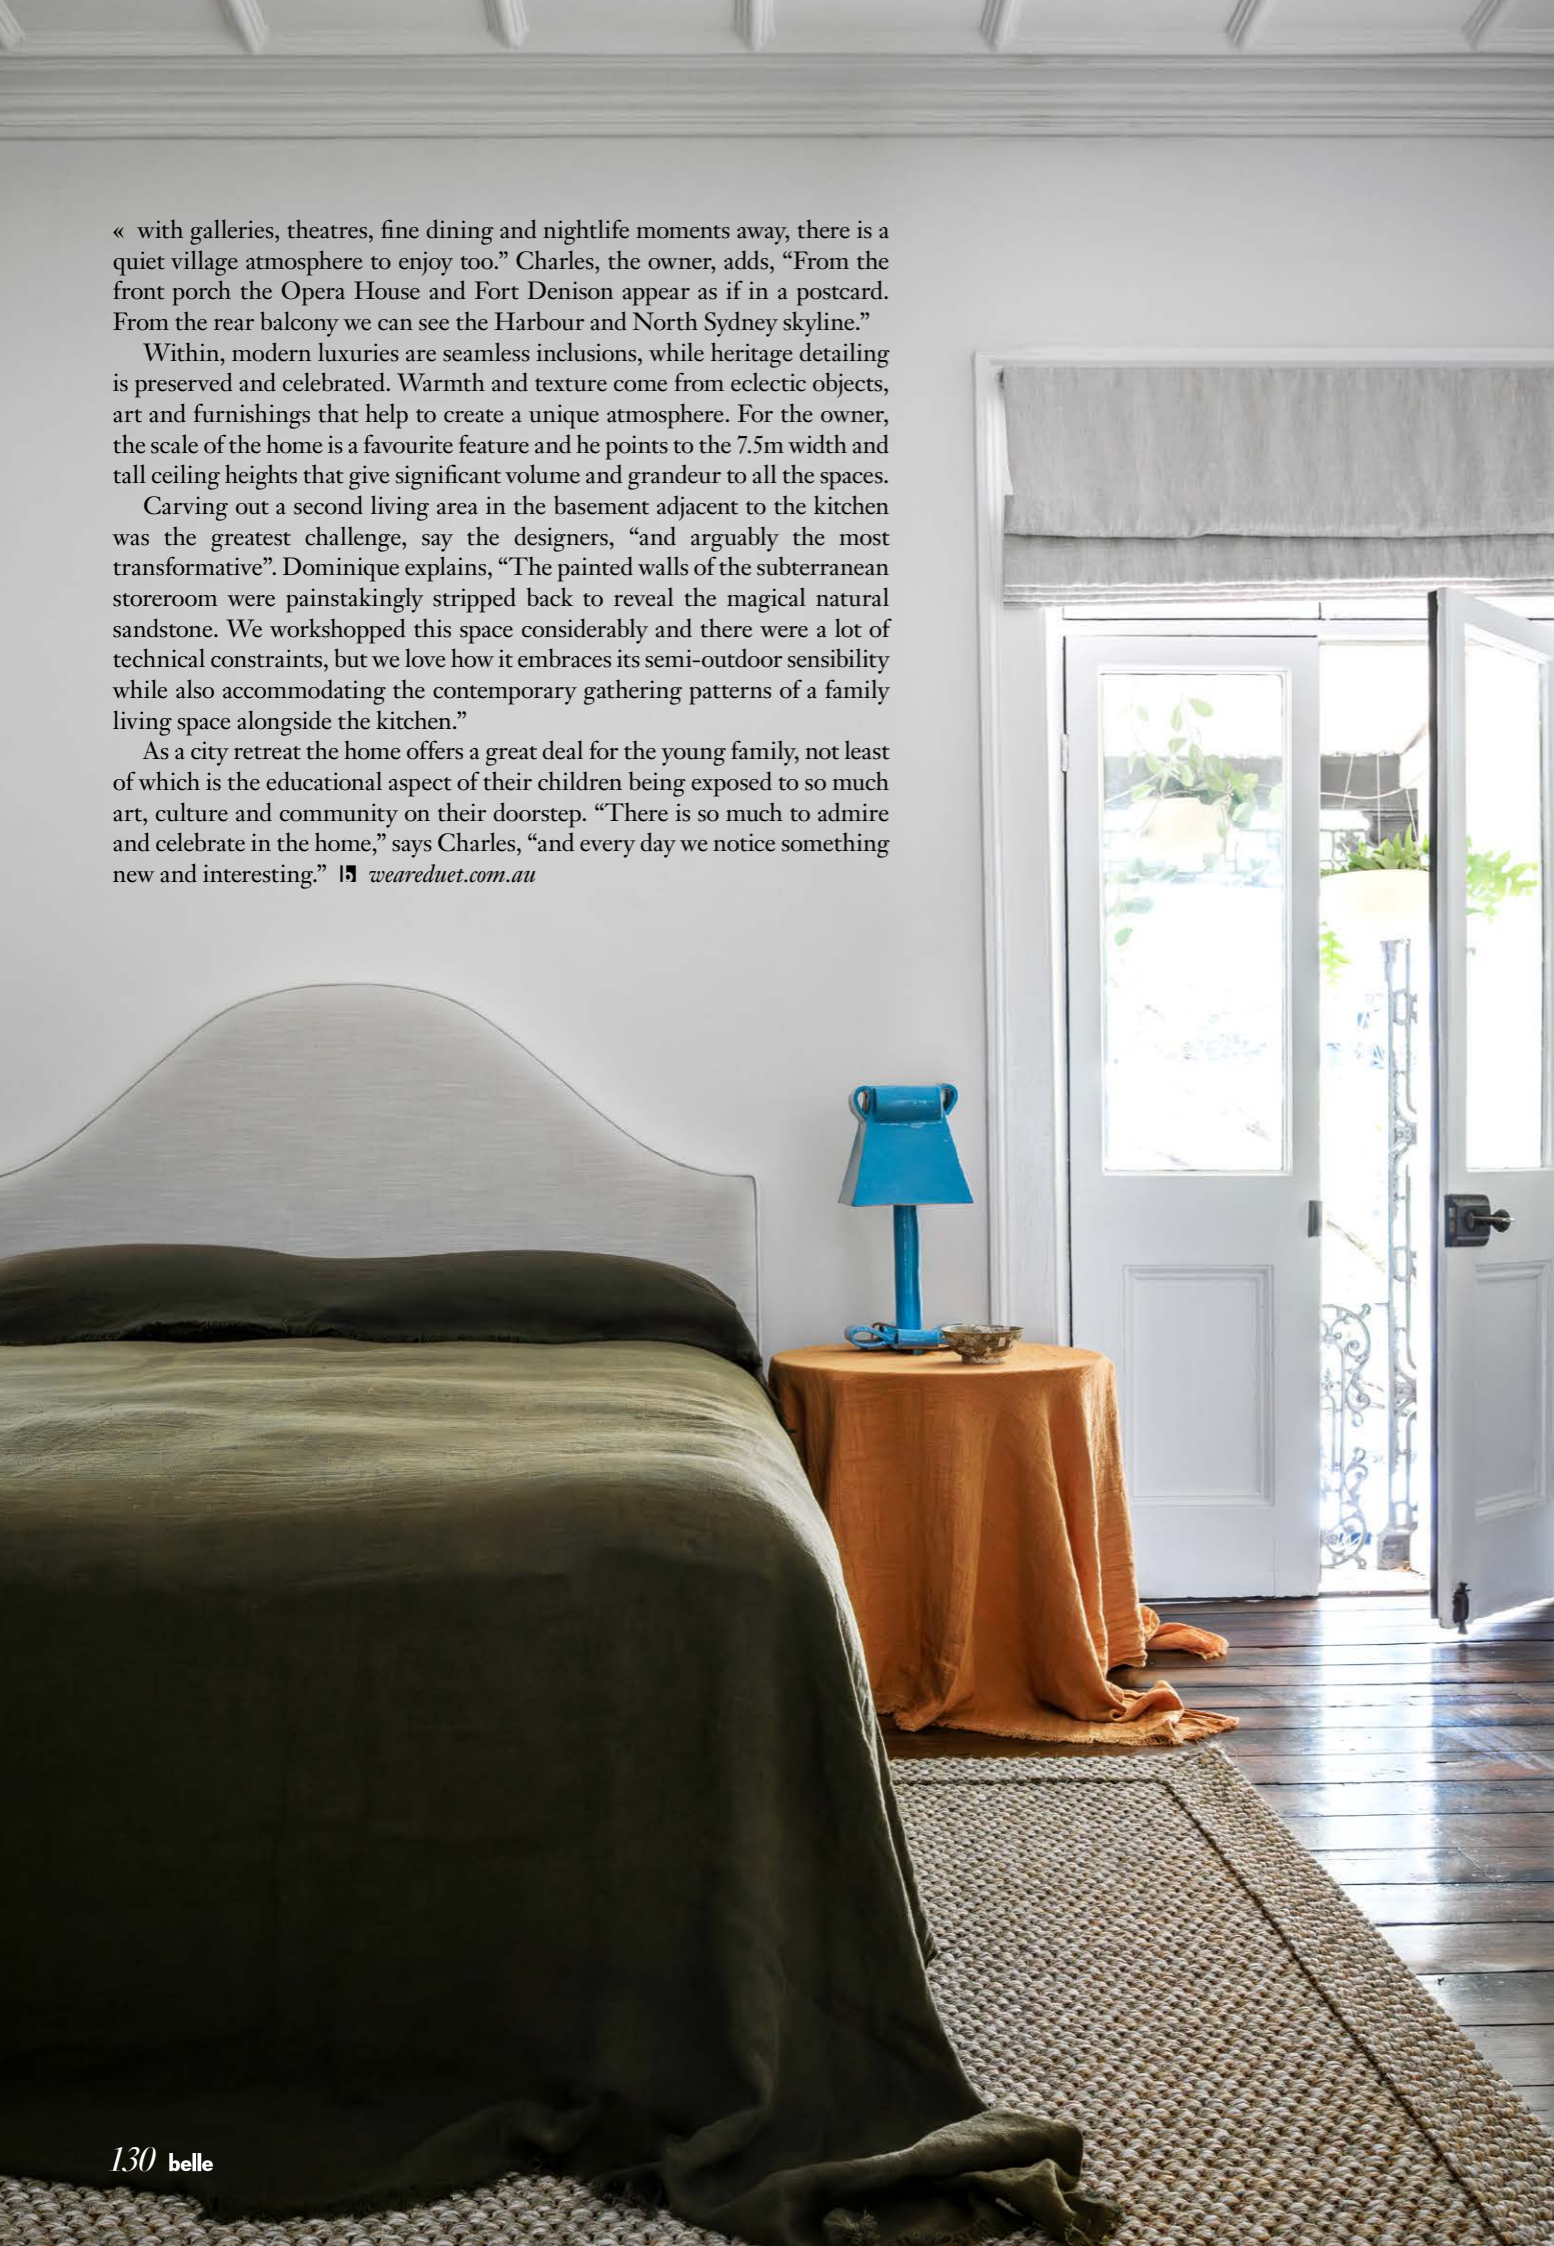 « with galleries, theatres, fine dining and nightlife moments away, there is a
quiet village atmosphere to enjoy too.” Charles, the owner, adds, “From the
front porch the Opera House and Fort Denison appear as if in a postcard.
From the rear balcony we can see the Harbour and North Sydney skyline.”
Within, modern luxuries are seamless inclusions, while heritage detailing
is preserved and celebrated. Warmth and texture come from eclectic objects,
art and furnishings that help to create a unique atmosphere. For the owner,
the scale of the home is a favourite feature and he points to the 7.5m width and
tall ceiling heights that give significant volume and grandeur to all the spaces.
Carving out a second living area in the basement adjacent to the kitchen
was the greatest challenge, say the designers, “and arguably the most
transformative”. Dominique explains, “The painted walls of the subterranean
storeroom were painstakingly stripped back to reveal the magical natural
sandstone. We workshopped this space considerably and there were a lot of
technical constraints, but we love how it embraces its semi-outdoor sensibility
while also accommodating the contemporary gathering patterns of a family
living space alongside the kitchen.”
As a city retreat the home offers a great deal for the young family, not least
of which is the educational aspect of their children being exposed to so much
art, culture and community on their doorstep. “There is so much to admire
and celebrate in the home,” says Charles, “and every day we notice something
new and interesting.” weareduet.com.au
130 belle